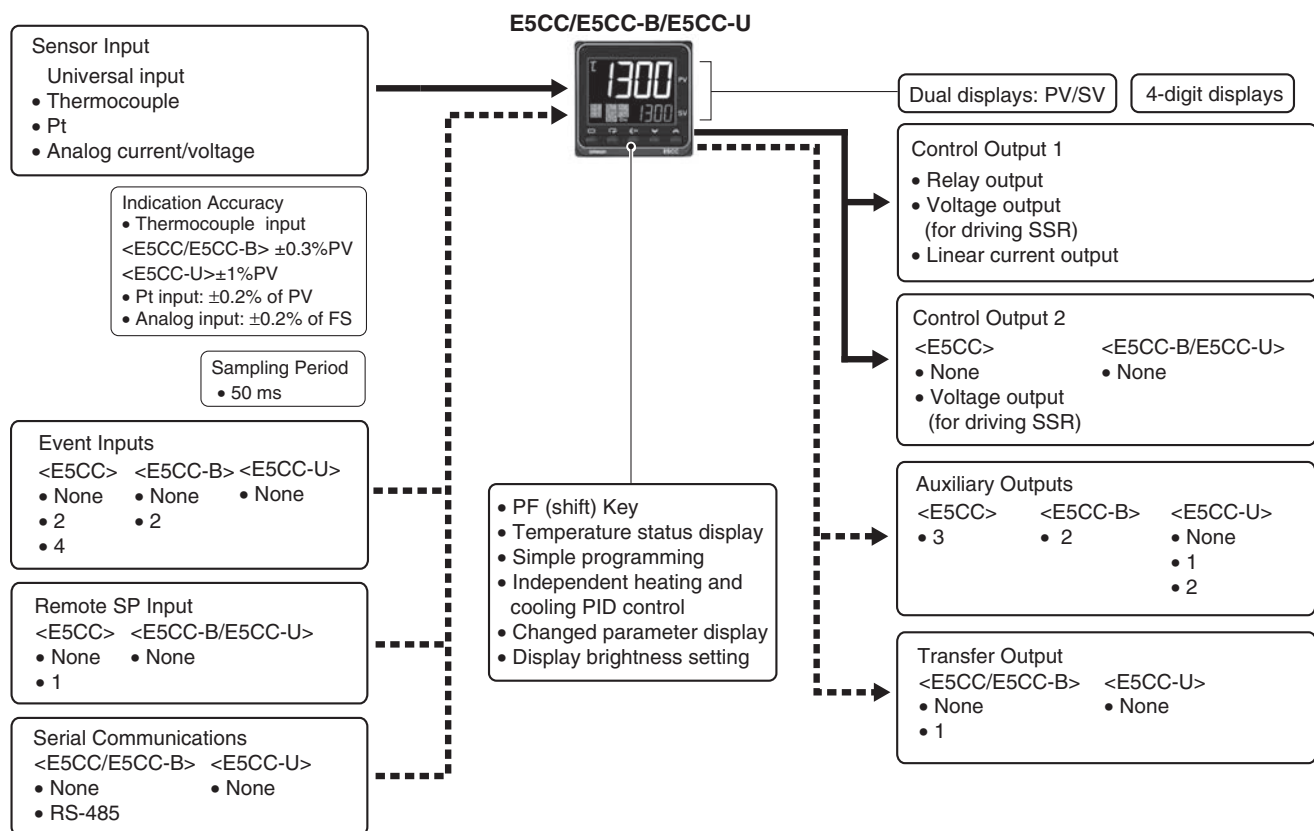 E5CC/E5CC-B/E5CC-U
Sensor Input
Universal input
• Thermocouple
• Pt
• Analog current/voltage
Indication Accuracy
• Thermocouple input
<E5CC/E5CC-B> ±0.3%PV
<E5CC-U>±1%PV
• Pt input: ±0.2% of PV
• Analog input: ±0.2% of FS
Sampling Period
• 50 ms
Event Inputs
<E5CC> <E5CC-B> <E5CC-U>
• None • None • None
• 2 • 2
• 4
Remote SP Input
<E5CC> <E5CC-B/E5CC-U>
• None • None
• 1
Serial Communications
<E5CC/E5CC-B> <E5CC-U>
• None • None
• RS-485
1300
PV
1300
SV
OMRON E5CC
• PF (shift) Key
• Temperature status display
• Simple programming
• Independent heating and
cooling PID control
• Changed parameter display
• Display brightness setting
Dual displays: PV/SV
4-digit displays
Control Output 1
• Relay output
• Voltage output
(for driving SSR)
• Linear current output
Control Output 2
<E5CC> <E5CC-B/E5CC-U>
• None • None
• Voltage output
(for driving SSR)
Auxiliary Outputs
<E5CC> <E5CC-B> <E5CC-U>
• 3 • 2 • None
• 1
• 2
Transfer Output
<E5CC/E5CC-B> <E5CC-U>
• None • None
• 1